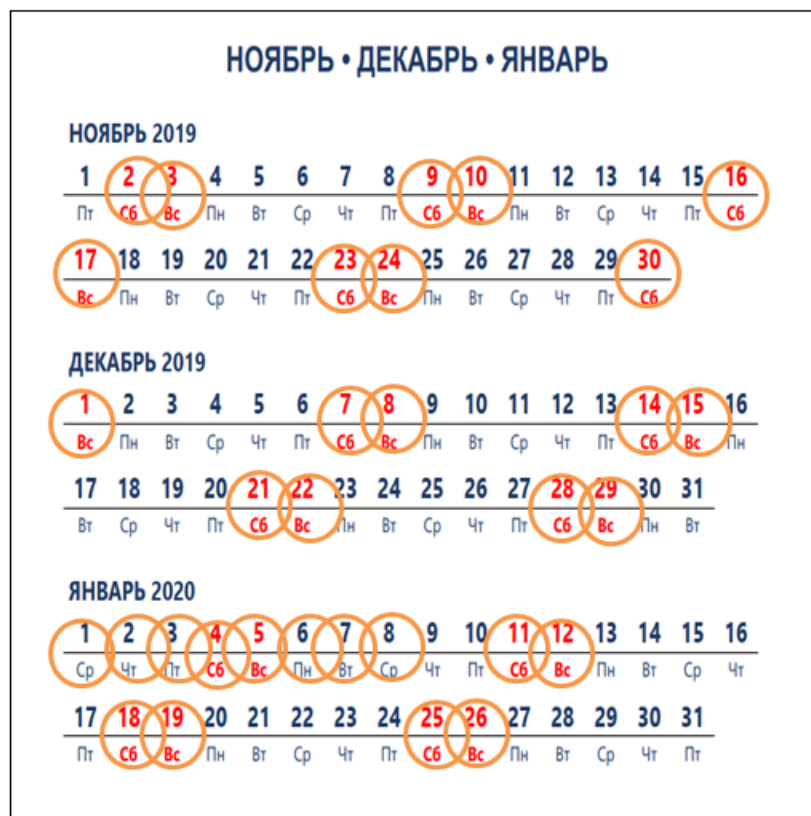 НОЯБРЬ • ДЕКАБРЬ • ЯНВАРЬ
НОЯБРЬ 2019
1 2 3 4 5 6 7 8 9 10 11 12 13 14 15 16
Пт Сб Вс Пн Вт Ср Чт Пт Сб Вс Пн Вт Ср Чт Пт Сб
17 18 19 20 21 22 23 24 25 26 27 28 29 30
Вс Пн Вт Ср Чт Пт Сб Вс Пн Вт Ср Чт Пт Сб
ДЕКАБРЬ 2019
1 2 3 4 5 6 7 8 9 10 11 12 13 14 15 16
Вс Пн Вт Ср Чт Пт Сб Вс Пн Вт Ср Чт Пт Сб Вс Пн
17 18 19 20 21 22 23 24 25 26 27 28 29 30 31
Вт Ср Чт Пт Сб Вс Пн Вт Ср Чт Пт Сб Вс Пн Вт
ЯНВАРЬ 2020
1 2 3 4 5 6 7 8 9 10 11 12 13 14 15 16
Ср Чт Пт Сб Вс Пн Вт Ср Чт Пт Сб Вс Пн Вт Ср Чт
17 18 19 20 21 22 23 24 25 26 27 28 29 30 31
Пт Сб Вс Пн Вт Ср Чт Пт Сб Вс Пн Вт Ср Чт Пт